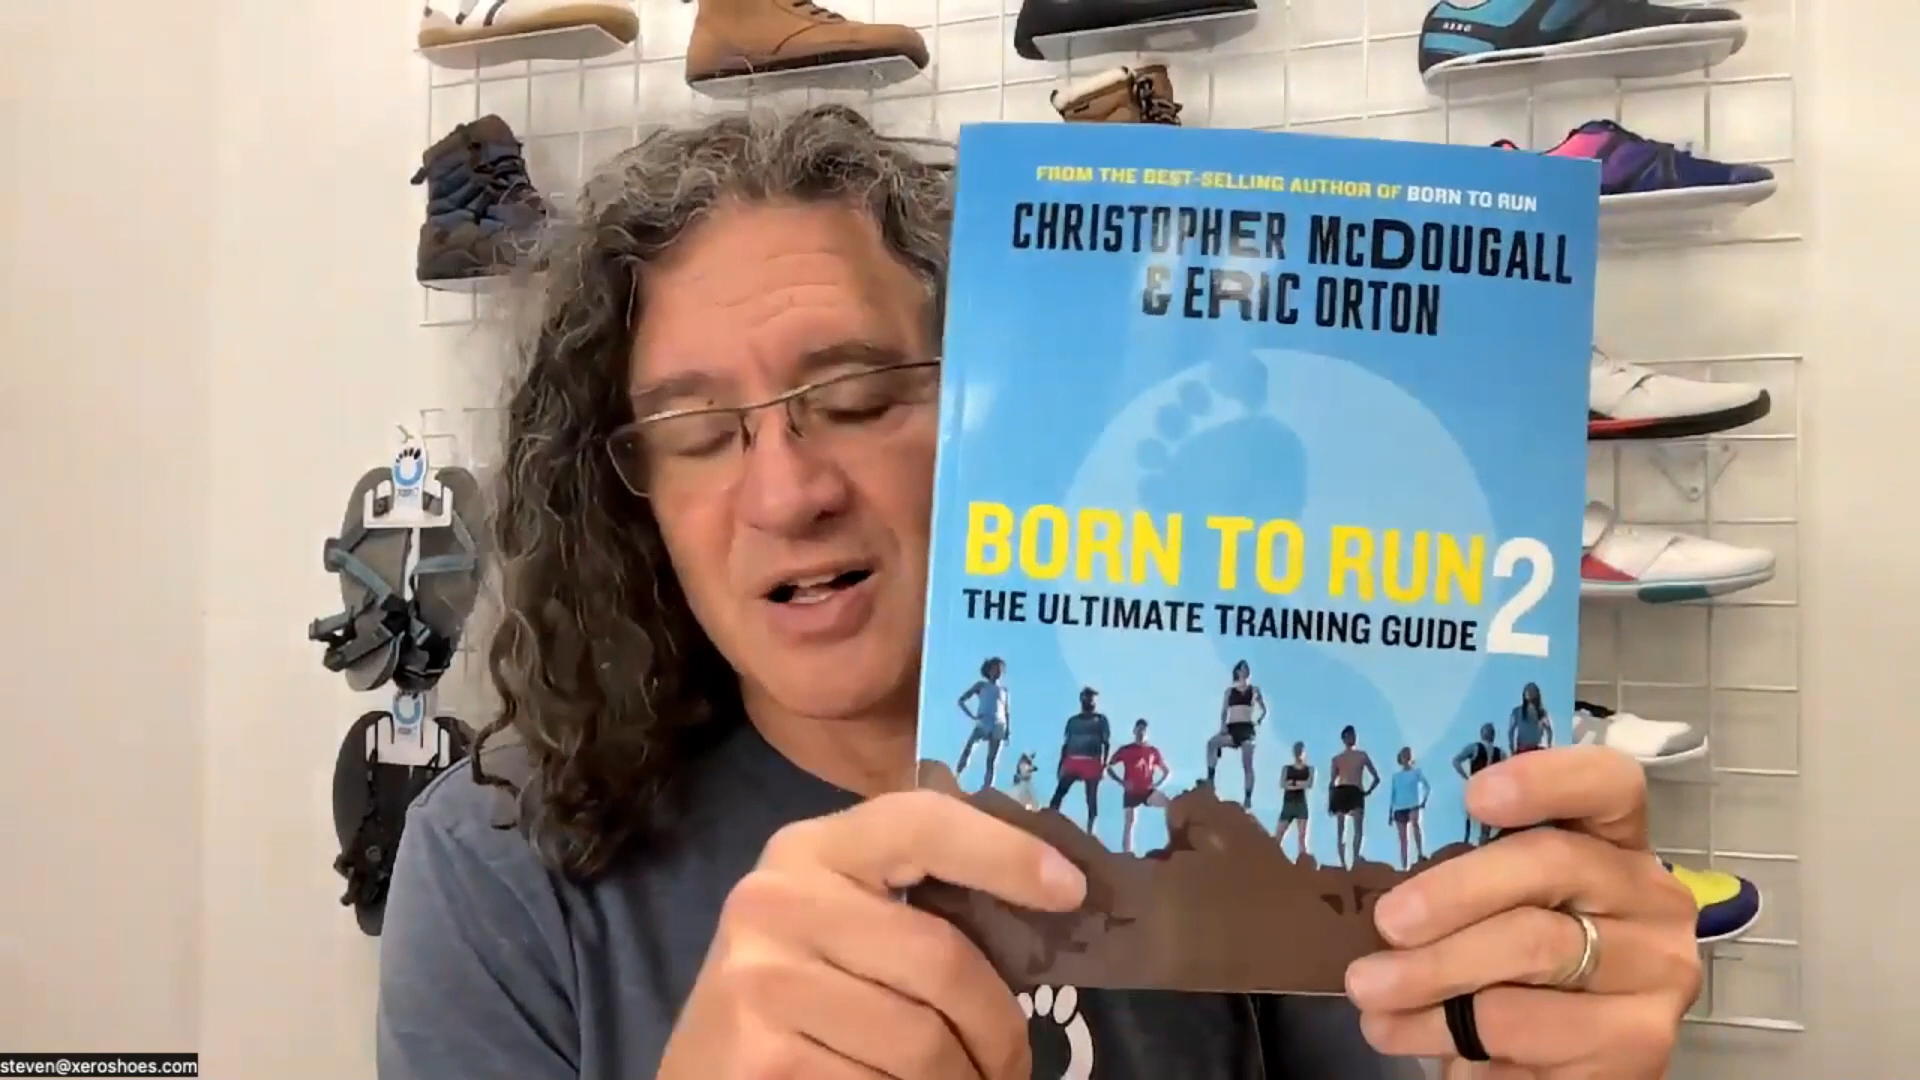 XERO
FROM THE BEST-SELLING AUTHOR OF BORN TO RUN
CHRISTOPHER McDOUGALL
& ERIC ORTON
BORN TO RUN 2
THE ULTIMATE TRAINING GUIDE
steven@xeroshoes.com